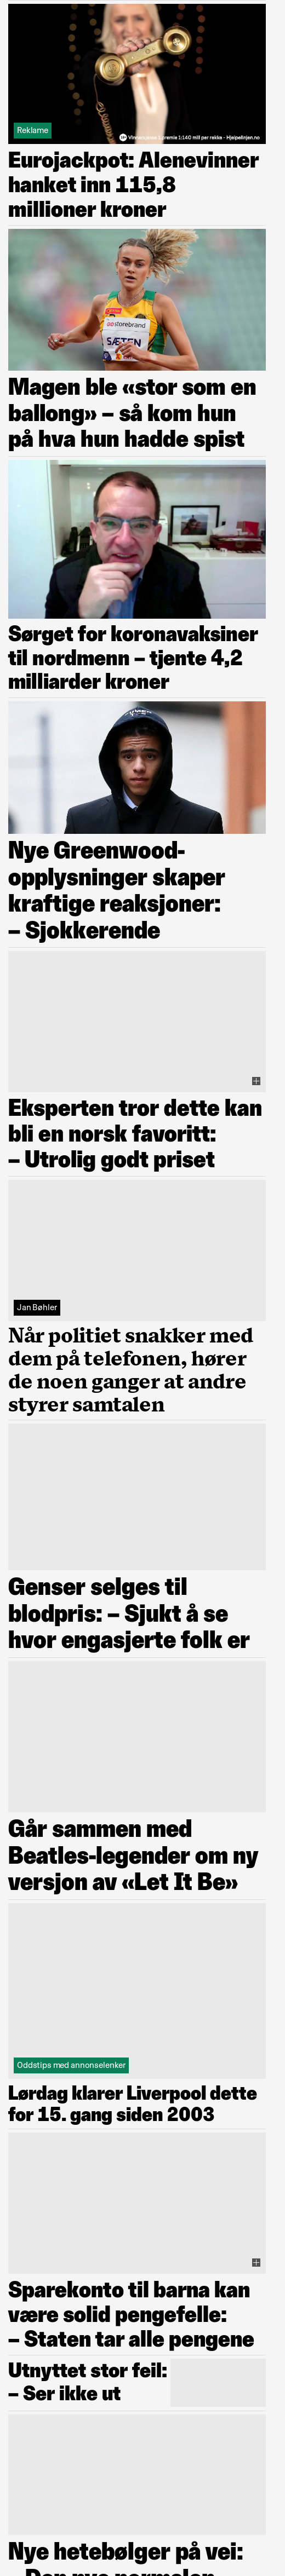 Reklame
Vinnersjanse 1. premie 1:140 mill per rekke - Hjelpelinjen.no
Eurojackpot: Alenevinner
hanket inn 115,8
millioner kroner
storebrand
SÆTEN
Magen ble «stor som en
ballong» – så kom hun
på hva hun hadde spist
Sørget for koronavaksiner
til nordmenn – tjente 4,2
milliarder kroner
Nye Greenwood-
opplysninger skaper
kraftige reaksjoner:
– Sjokkerende
Eksperten tror dette kan
bli en norsk favoritt:
– Utrolig godt priset
Jan Bøhler
Når politiet snakker med
dem på telefonen, hører
de noen ganger at andre
styrer samtalen
Genser selges til
blodpris: – Sjukt å se
hvor engasjerte folk er
Går sammen med
Beatles-legender om ny
versjon av «Let It Be»
Oddstips med annonselenker
Lørdag klarer Liverpool dette
for 15. gang siden 2003
Sparekonto til barna kan
være solid pengefelle:
– Staten tar alle pengene
Utnyttet stor feil:
– Ser ikke ut
Nye hetebølger på vei:
– Den nye normalen